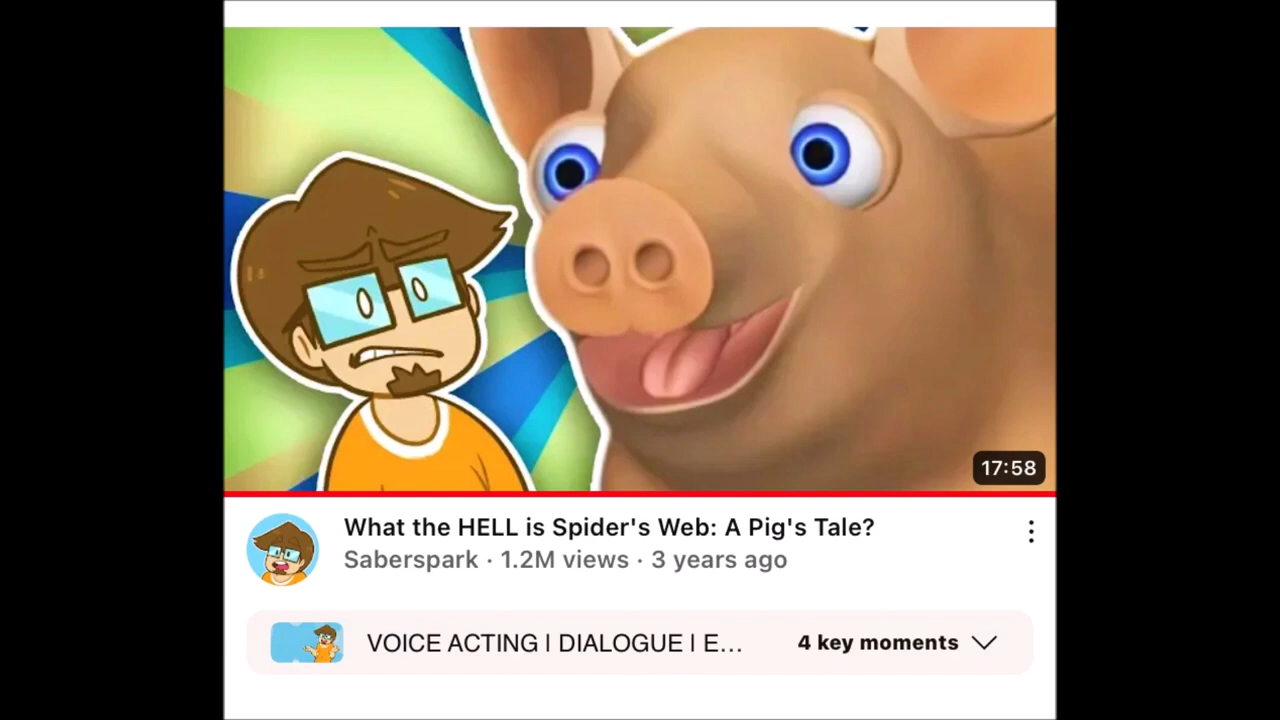 17:58
What the HELL is Spider's Web: A Pig's Tale?
Saberspark · 1.2M views · 3 years ago
VOICE ACTING | DIALOGUE | E... 4 key moments